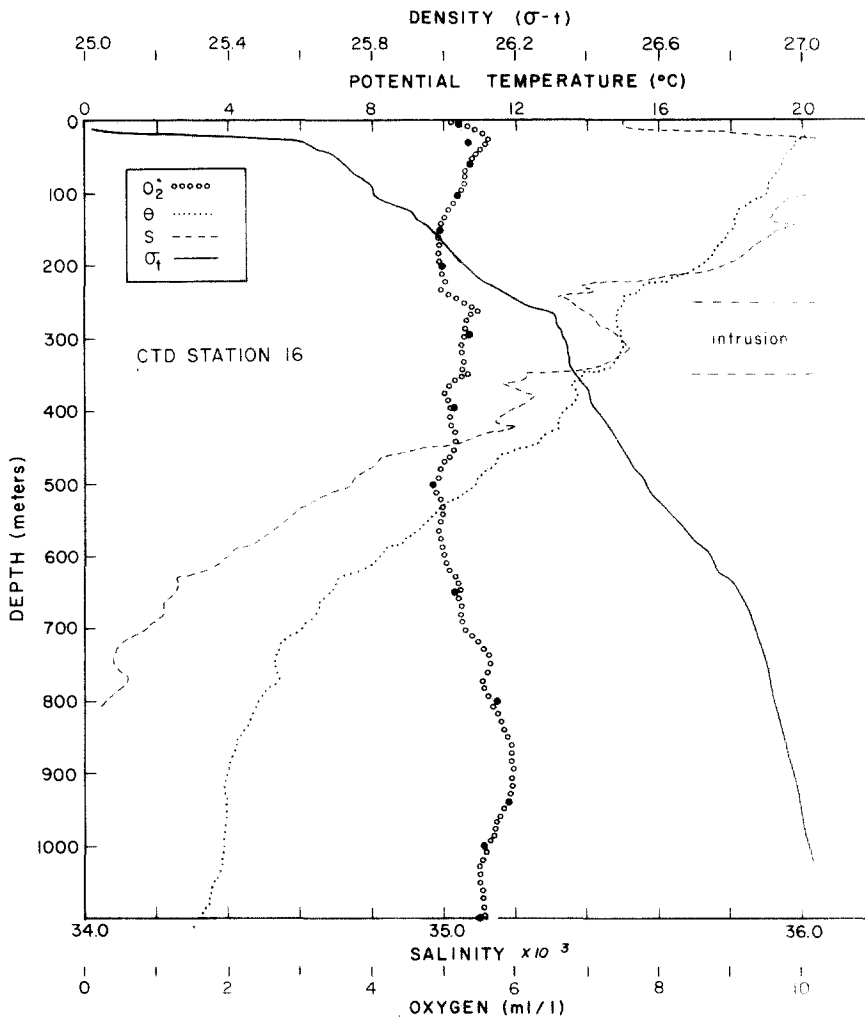 DENSITY (σ-t)
25.0 25.4 25.8 26.2 26.6 27.0
POTENTIAL TEMPERATURE (°C)
0 4 8 12 16 20
0
100
200
300
400
500
600
700
800
900
1000
DEPTH (meters)
O₂
θ
S
σt
CTD STATION 16
intrusion
34.0 35.0 36.0
SALINITY ×10 3
0 2 4 6 8 10
OXYGEN (ml/l)